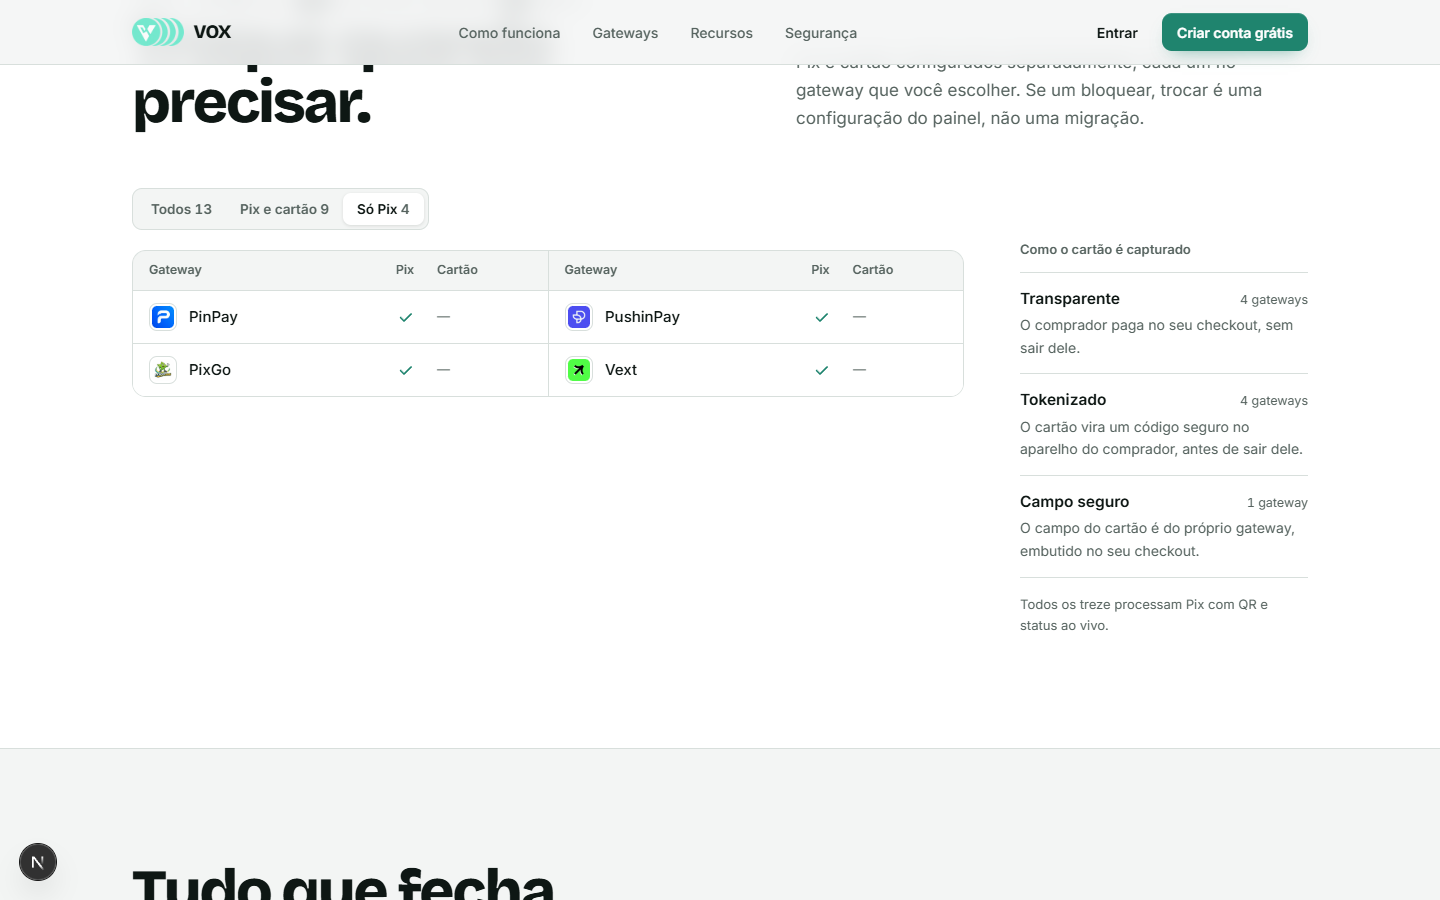 VOX
Como funciona
Gateways
Recursos
Segurança
Entrar
Criar conta grátis
precisar.
gateway que você escolher. Se um bloquear, trocar é uma
configuração do painel, não uma migração.
Todos 13
Pix e cartão 9
Só Pix 4
Gateway Pix Cartão Gateway Pix Cartão
PinPay — PushinPay —
PixGo — Vext —
Como o cartão é capturado
Transparente 4 gateways
O comprador paga no seu checkout, sem
sair dele.
Tokenizado 4 gateways
O cartão vira um código seguro no
aparelho do comprador, antes de sair dele.
Campo seguro 1 gateway
O campo do cartão é do próprio gateway,
embutido no seu checkout.
Todos os treze processam Pix com QR e
status ao vivo.
Tudo que fecha
N